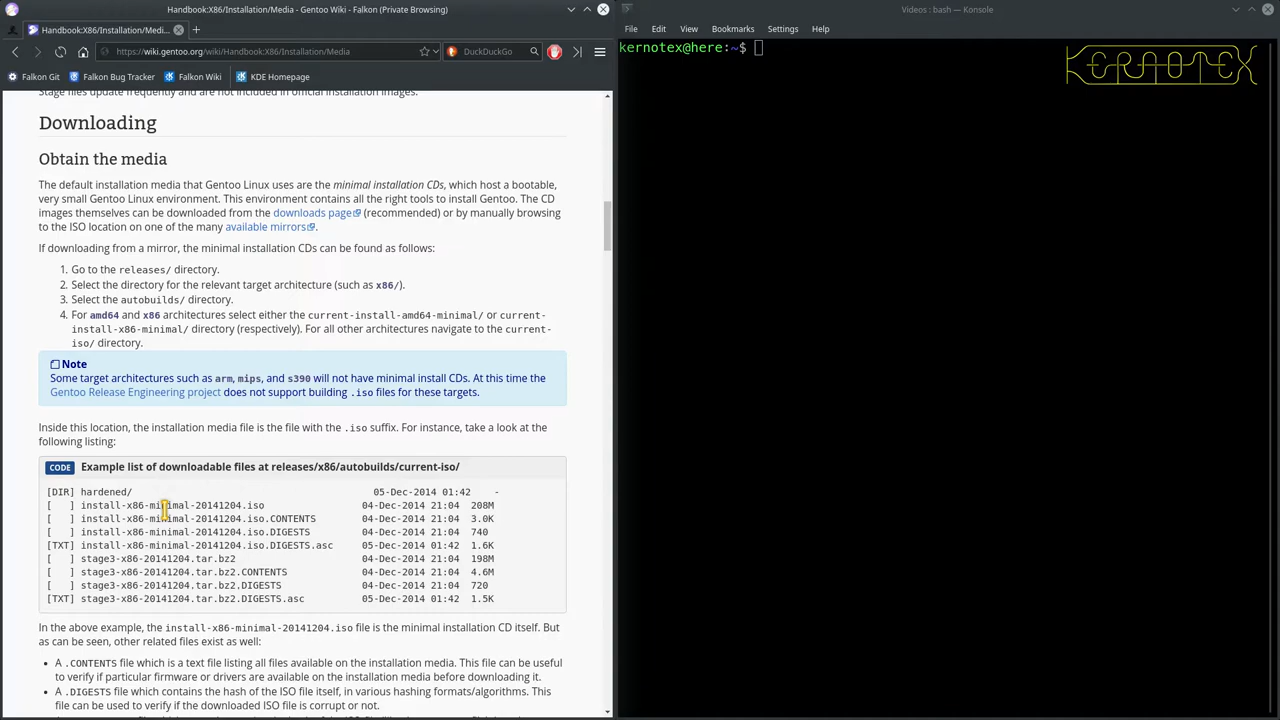 Handbook:X86/Installation/Media - Gentoo Wiki - Falkon (Private Browsing)
Handbook:X86/Installation/Medi...
https://wiki.gentoo.org/wiki/Handbook:X86/Installation/Media
DuckDuckGo
Falkon Git
Falkon Bug Tracker
Falkon Wiki
KDE Homepage
Stage files update frequently and are not included in official installation images.
Downloading
Obtain the media
The default installation media that Gentoo Linux uses are the minimal installation CDs, which host a bootable,
very small Gentoo Linux environment. This environment contains all the right tools to install Gentoo. The CD
images themselves can be downloaded from the downloads page (recommended) or by manually browsing
to the ISO location on one of the many available mirrors.
If downloading from a mirror, the minimal installation CDs can be found as follows:
1. Go to the releases/ directory.
2. Select the directory for the relevant target architecture (such as x86/).
3. Select the autobuilds/ directory.
4. For amd64 and x86 architectures select either the current-install-amd64-minimal/ or current-
install-x86-minimal/ directory (respectively). For all other architectures navigate to the current-
iso/ directory.
Note
Some target architectures such as arm, mips, and s390 will not have minimal install CDs. At this time the
Gentoo Release Engineering project does not support building .iso files for these targets.
Inside this location, the installation media file is the file with the .iso suffix. For instance, take a look at the
following listing:
CODE Example list of downloadable files at releases/x86/autobuilds/current-iso/
[DIR] hardened/ 05-Dec-2014 01:42 -
[ ] install-x86-minimal-20141204.iso 04-Dec-2014 21:04 208M
[ ] install-x86-minimal-20141204.iso.CONTENTS 04-Dec-2014 21:04 3.0K
[ ] install-x86-minimal-20141204.iso.DIGESTS 04-Dec-2014 21:04 740
[TXT] install-x86-minimal-20141204.iso.DIGESTS.asc 05-Dec-2014 01:42 1.6K
[ ] stage3-x86-20141204.tar.bz2 04-Dec-2014 21:04 198M
[ ] stage3-x86-20141204.tar.bz2.CONTENTS 04-Dec-2014 21:04 4.6M
[ ] stage3-x86-20141204.tar.bz2.DIGESTS 04-Dec-2014 21:04 720
[TXT] stage3-x86-20141204.tar.bz2.DIGESTS.asc 05-Dec-2014 01:42 1.5K
In the above example, the install-x86-minimal-20141204.iso file is the minimal installation CD itself. But
as can be seen, other related files exist as well:
• A .CONTENTS file which is a text file listing all files available on the installation media. This file can be useful
to verify if particular firmware or drivers are available on the installation media before downloading it.
• A .DIGESTS file which contains the hash of the ISO file itself, in various hashing formats/algorithms. This
file can be used to verify if the downloaded ISO file is corrupt or not.
Videos : bash — Konsole
File Edit View Bookmarks Settings Help
kernotex@here:~$
KERNOTEX